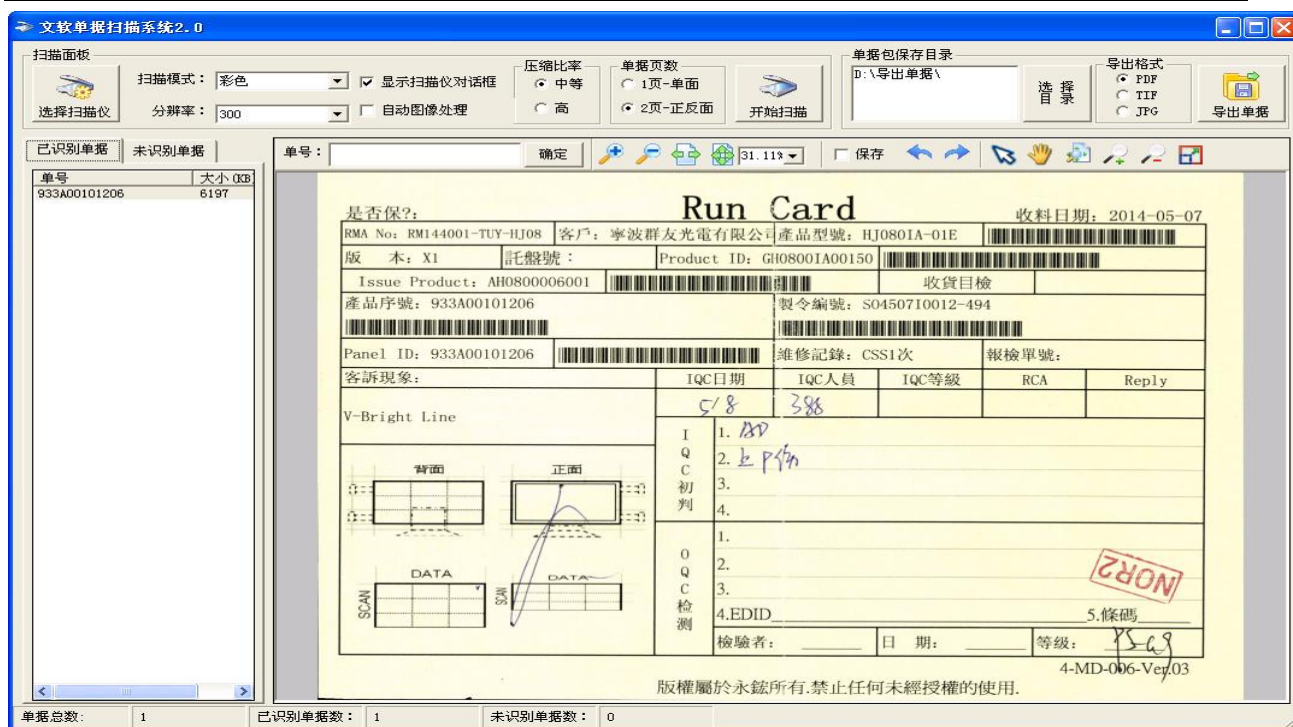 文软单据扫描系统2.0
扫描面板
选择扫描仪
扫描模式： 彩色
分辨率： 300
显示扫描仪对话框
自动图像处理
压缩比率
中等
高
单据页数
1页-单面
2页-正反面
开始扫描
单据包保存目录
D:\导出单据\
选择目录
导出格式
PDF
TIF
JPG
导出单据
已识别单据 未识别单据
单号 大小(KB)
933A00101206 6197
单号： 确定 31.11% 保存
Run Card
是否保?: 收料日期: 2014-05-07
RMA No: RM144001-TUY-HJ08 客戶: 寧波群友光電有限公司 產品型號: HJ080IA-01E
版 本: X1 託盤號： Product ID: GH0800IA00150
Issue Product: AH0800006001 收貨目檢
產品序號: 933A00101206 製令編號: S04507I0012-494
Panel ID: 933A00101206 維修記錄: CSS1次 報檢單號:
客訴現象: IQC日期 IQC人員 IQC等級 RCA Reply
5/8 388
V-Bright Line
IQC初判
1.
2. 上P伤
3.
4.
背面 正面
DATA DATA
SCAN SCAN
OQC检测
1.
2.
3.
4.EDID 5.條碼
NOR2
檢驗者: 日 期: 等级:
4-MD-006-Ver.03
版權屬於永鉉所有.禁止任何未經授權的使用.
单据总数: 1 已识别单据数: 1 未识别单据数: 0